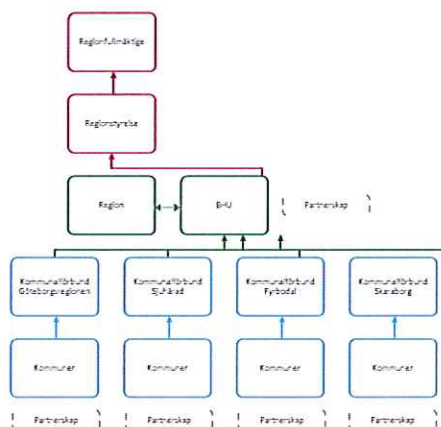 Regionfullmäktige
Regionstyrelse
Region
BHU
Partnerskap
Kommunalförbund
Göteborgsregionen
Kommunalförbund
Sjuhärad
Kommunalförbund
Fyrbodal
Kommunalförbund
Skaraborg
Kommuner
Kommuner
Kommuner
Kommuner
Partnerskap
Partnerskap
Partnerskap
Partnerskap